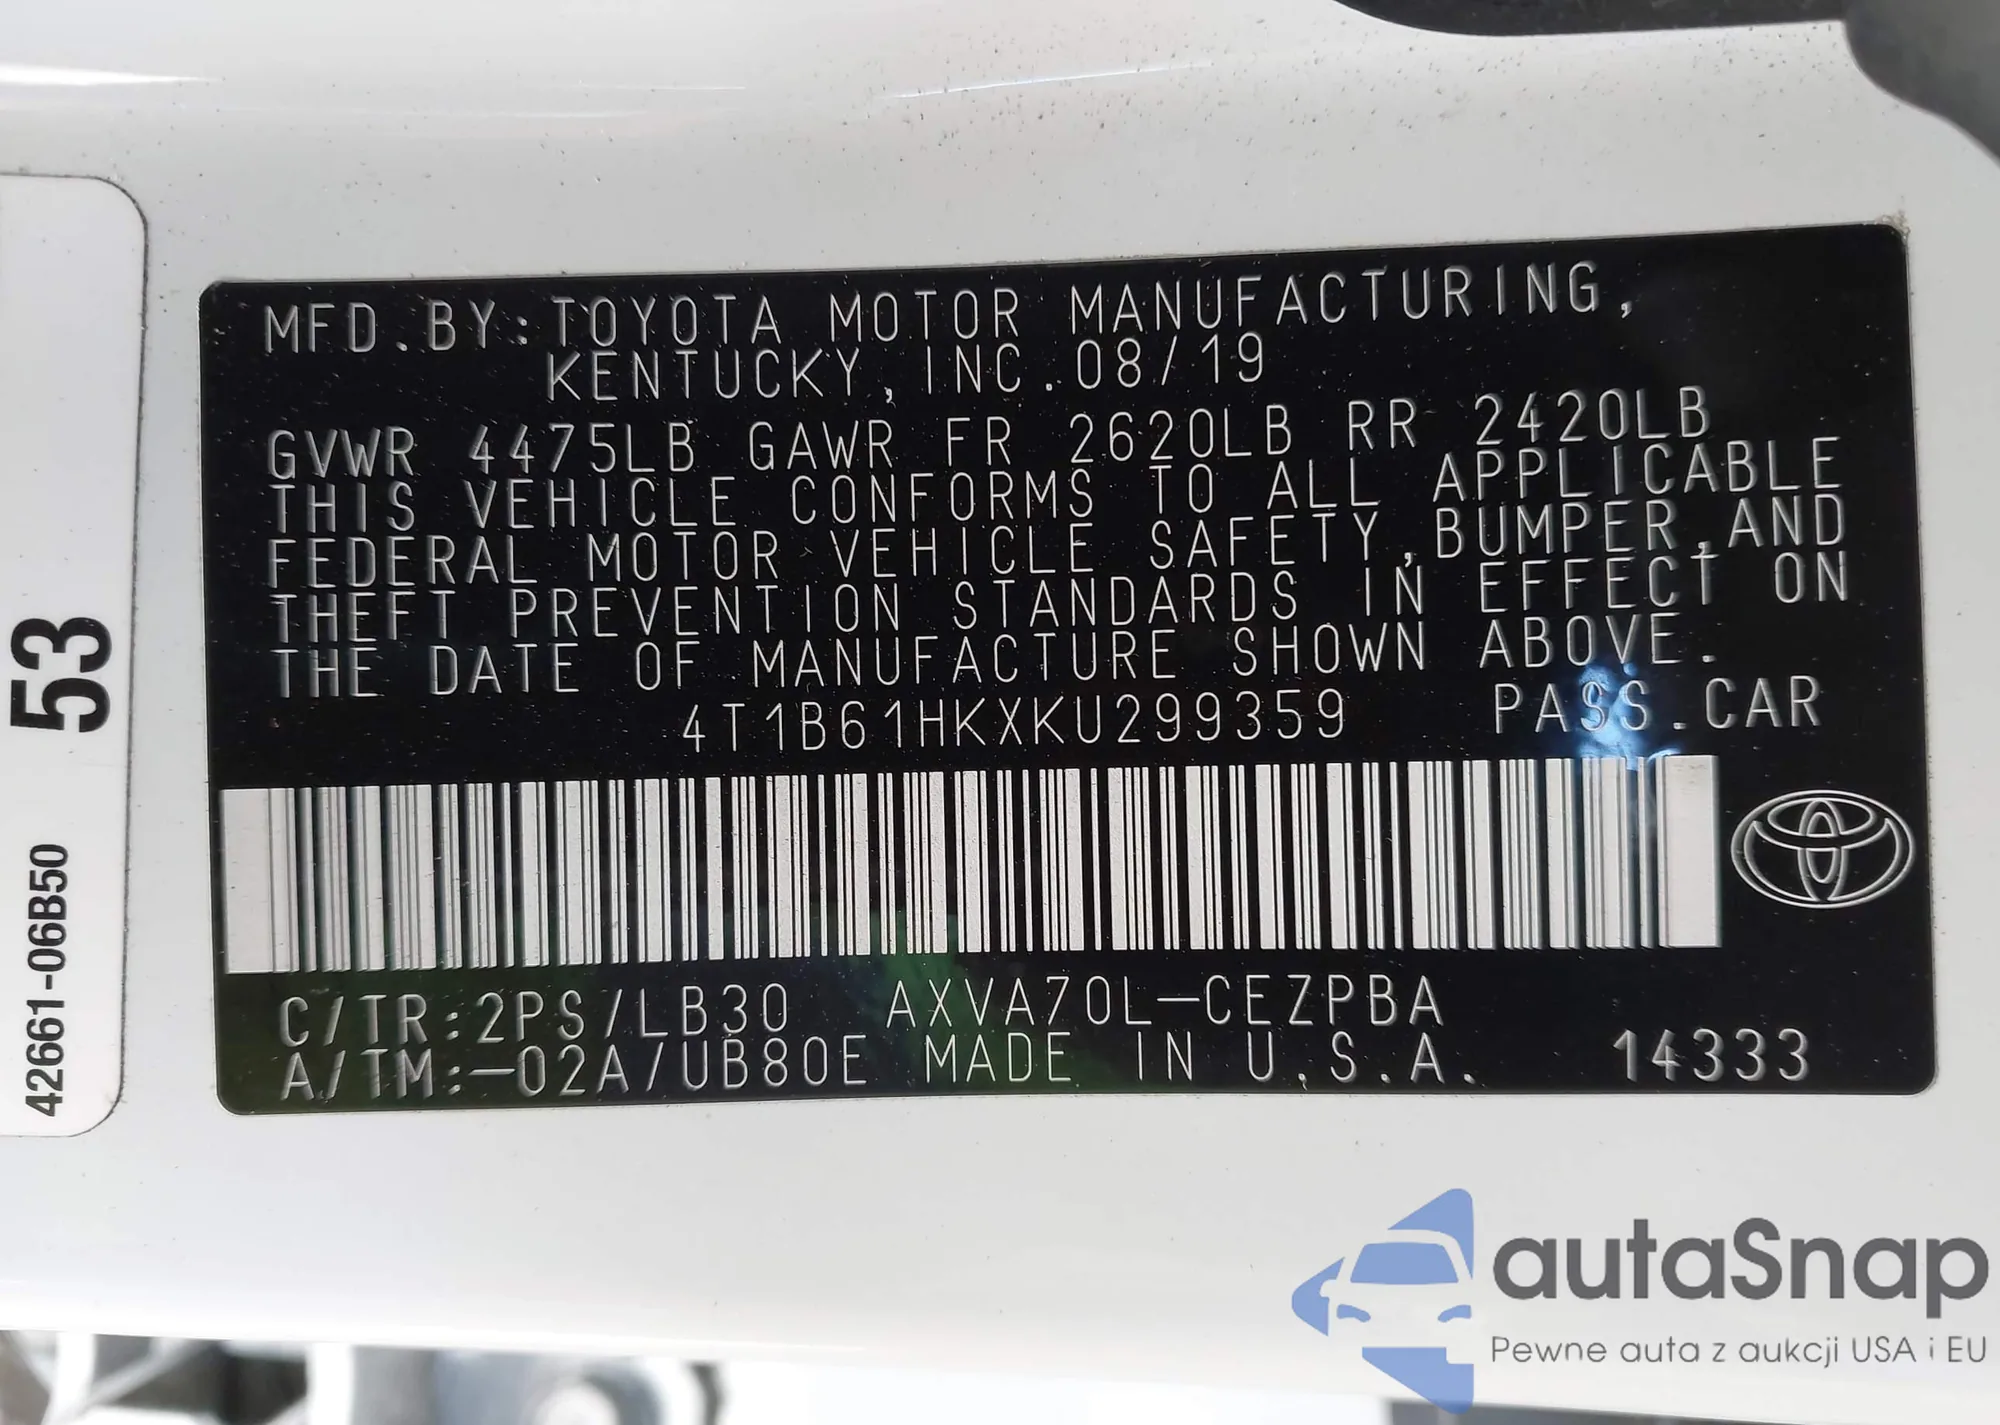 MFD.BY:TOYOTA MOTOR MANUFACTURING,
KENTUCKY,INC.08/19
GVWR 4475LB GAWR FR 2620LB RR 2420LB
THIS VEHICLE CONFORMS TO ALL APPLICABLE
FEDERAL MOTOR VEHICLE SAFETY,BUMPER,AND
THEFT PREVENTION STANDARDS IN EFFECT ON
THE DATE OF MANUFACTURE SHOWN ABOVE.
4T1B61HKXKU299359 PASS.CAR
C/TR:2PS/LB30 AXVA70L-CEZPBA
A/TM:-02A/UB80E MADE IN U.S.A. 14333
53
42661-06B50
autaSnap
Pewne auta z aukcji USA i EU